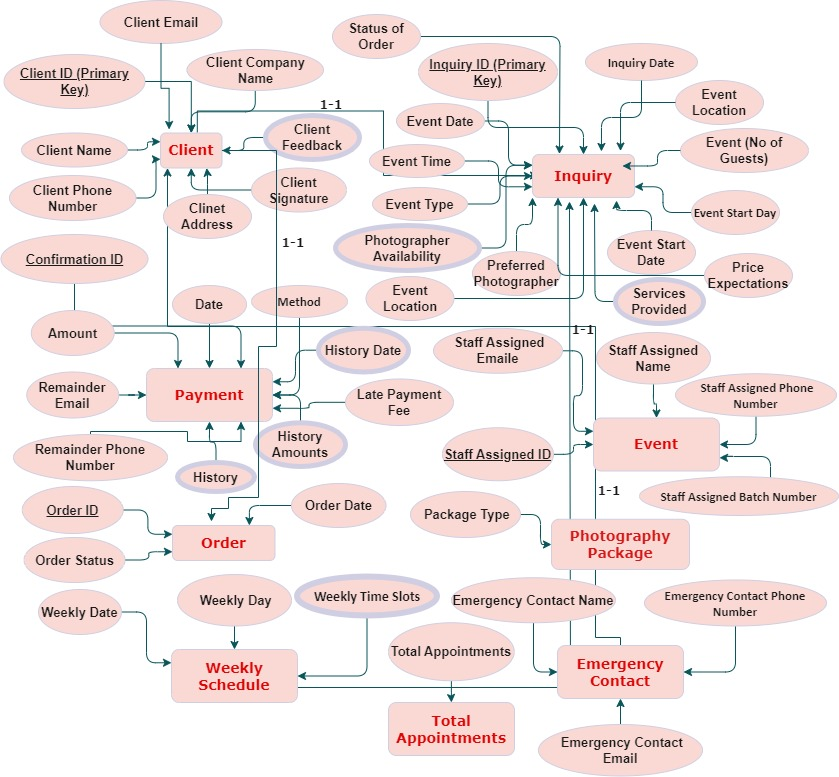 Client Email
Status of
Order
Client ID (Primary
Key)
Client Company
Name
Inquiry ID (Primary
Key)
Inquiry Date
1-1
Event
Location
Event Date
Client
Feedback
Client Name
Client
Event Time
Event (No of
Guests)
Inquiry
Client Phone
Number
Client
Signature
Clinet
Address
Event Type
Event Start Day
1-1
Photographer
Availability
Event Start
Date
Confirmation ID
Preferred
Photographer
Price
Expectations
Event
Location
Services
Provided
Date
Method
Amount
1-1
History Date
Staff Assigned
Emaile
Staff Assigned
Name
Remainder
Email
Payment
Late Payment
Fee
Staff Assigned Phone
Number
History
Amounts
Event
Remainder Phone
Number
Staff Assigned ID
History
1-1
Staff Assigned Batch Number
Order ID
Order Date
Package Type
Order
Photography
Package
Order Status
Weekly Date
Weekly Day
Weekly Time Slots
Emergency Contact Name
Emergency Contact Phone
Number
Total Appointments
Weekly
Schedule
Emergency
Contact
Total
Appointments
Emergency Contact
Email